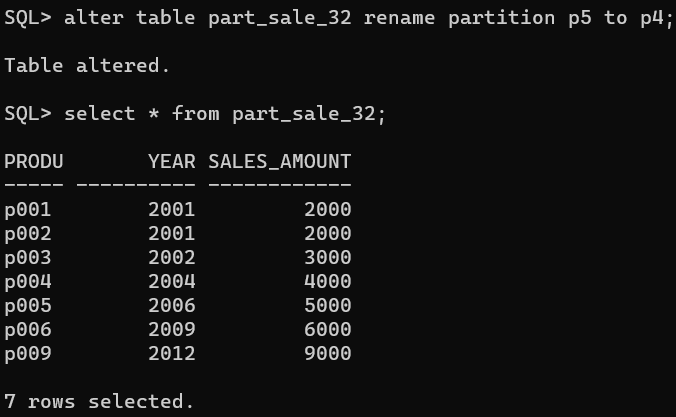 SQL> alter table part_sale_32 rename partition p5 to p4;
Table altered.
SQL> select * from part_sale_32;
PRODU       YEAR SALES_AMOUNT
----- ---------- ------------
p001        2001         2000
p002        2001         2000
p003        2002         3000
p004        2004         4000
p005        2006         5000
p006        2009         6000
p009        2012         9000
7 rows selected.